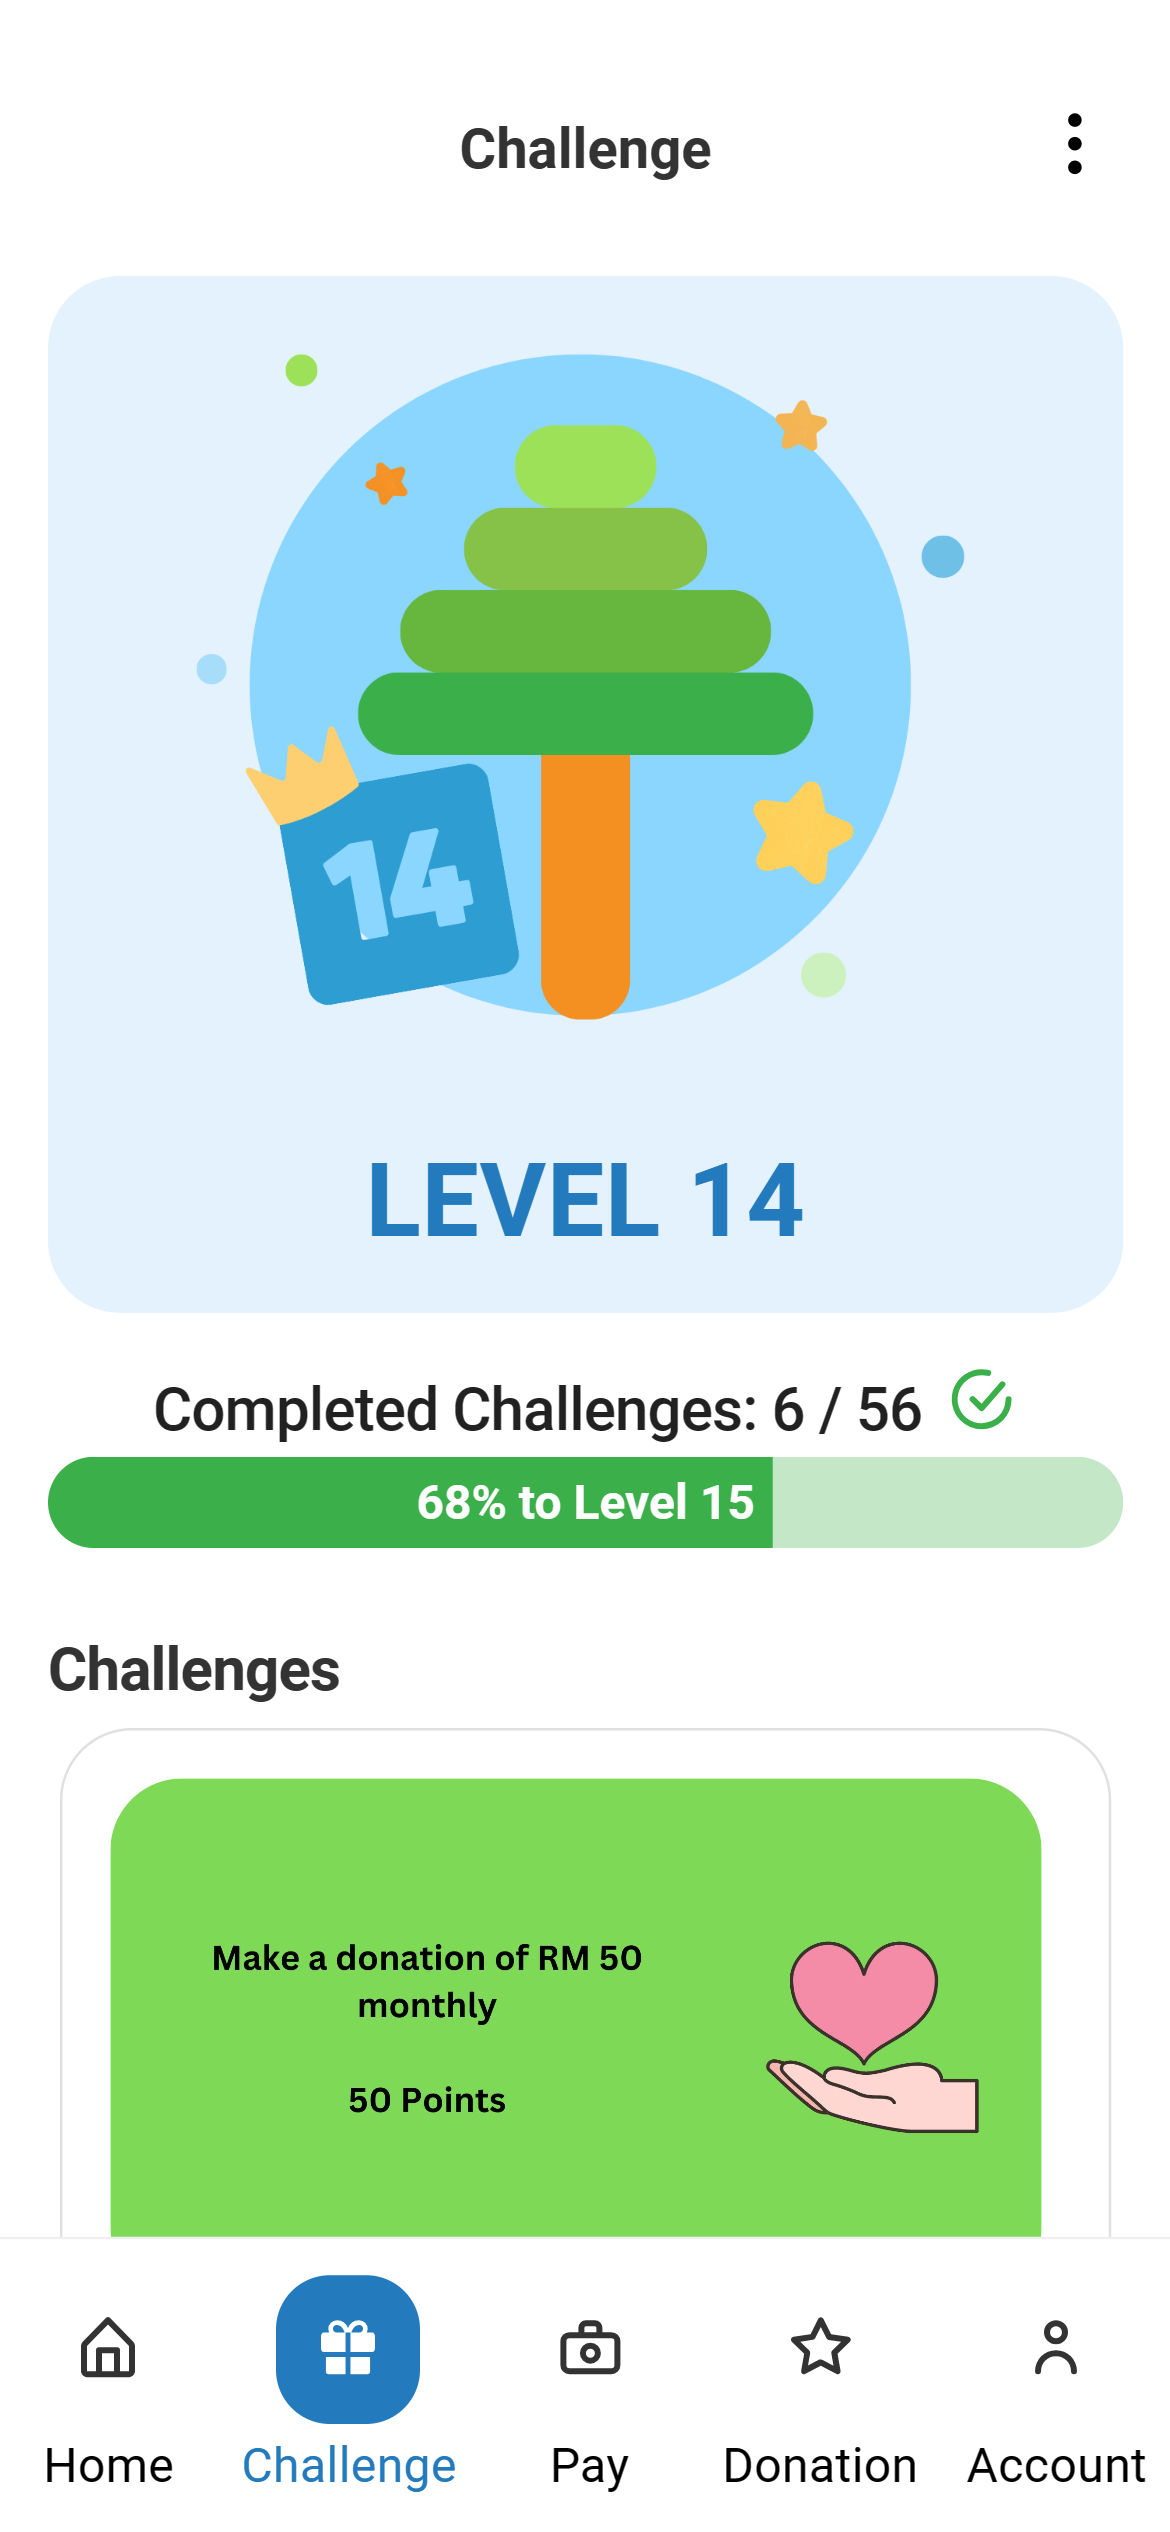 Challenge
14
LEVEL 14
Completed Challenges: 6 / 56
68% to Level 15
Challenges
Make a donation of RM 50
monthly
50 Points
Home
Challenge
Pay
Donation
Account